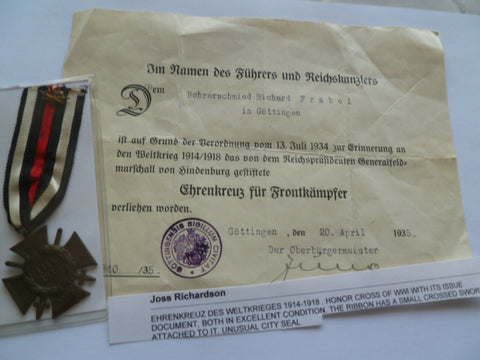 Im Namen des Führers und Reichskanzlers
Dem
Bohrerschmied Richard Frabel
in Göttingen
ist auf Grund der Verordnung vom 13. Juli 1934 zur Erinnerung an
den Weltkrieg 1914/1918 das von dem Reichspräsidenten Generalfeld-
marschall von Hindenburg gestiftete
Ehrenkreuz für Frontkämpfer
verliehen worden.
Göttingen, den 20. April 1935.
Der Oberbürgermeister
/35.
Joss Richardson
EHRENKREUZ DES WELTKRIEGES 1914-1918 . HONOR CROSS OF WWI WITH ITS ISSUE
DOCUMENT, BOTH IN EXCELLENT CONDITION. THE RIBBON HAS A SMALL CROSSED SWOR
ATTACHED TO IT. UNUSUAL CITY SEAL